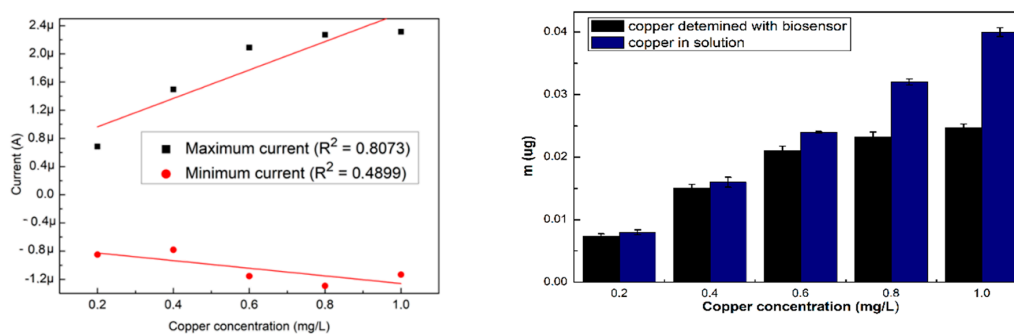 2.4µ
2.0µ
1.6µ
1.2µ
0.8µ
0.4µ
0.0
- 0.4µ
- 0.8µ
- 1.2µ
Current (A)
Maximum current (R² = 0.8073)
Minimum current (R² = 0.4899)
0.2 0.4 0.6 0.8 1.0
Copper concentration (mg/L)
copper detemined with biosensor
copper in solution
0.04
0.03
0.02
0.01
0.00
m (ug)
0.2 0.4 0.6 0.8 1.0
Copper concentration (mg/L)